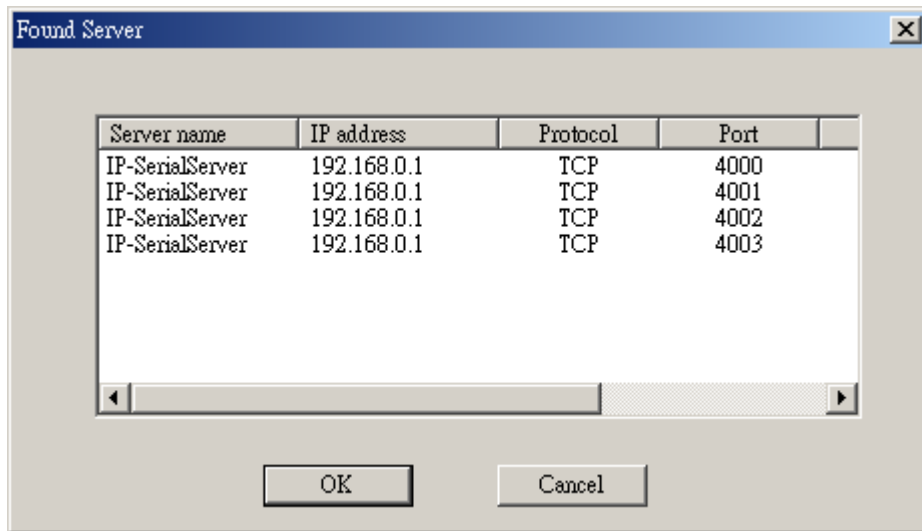 Found Server
Server name IP address Protocol Port
IP-SerialServer 192.168.0.1 TCP 4000
IP-SerialServer 192.168.0.1 TCP 4001
IP-SerialServer 192.168.0.1 TCP 4002
IP-SerialServer 192.168.0.1 TCP 4003
OK Cancel